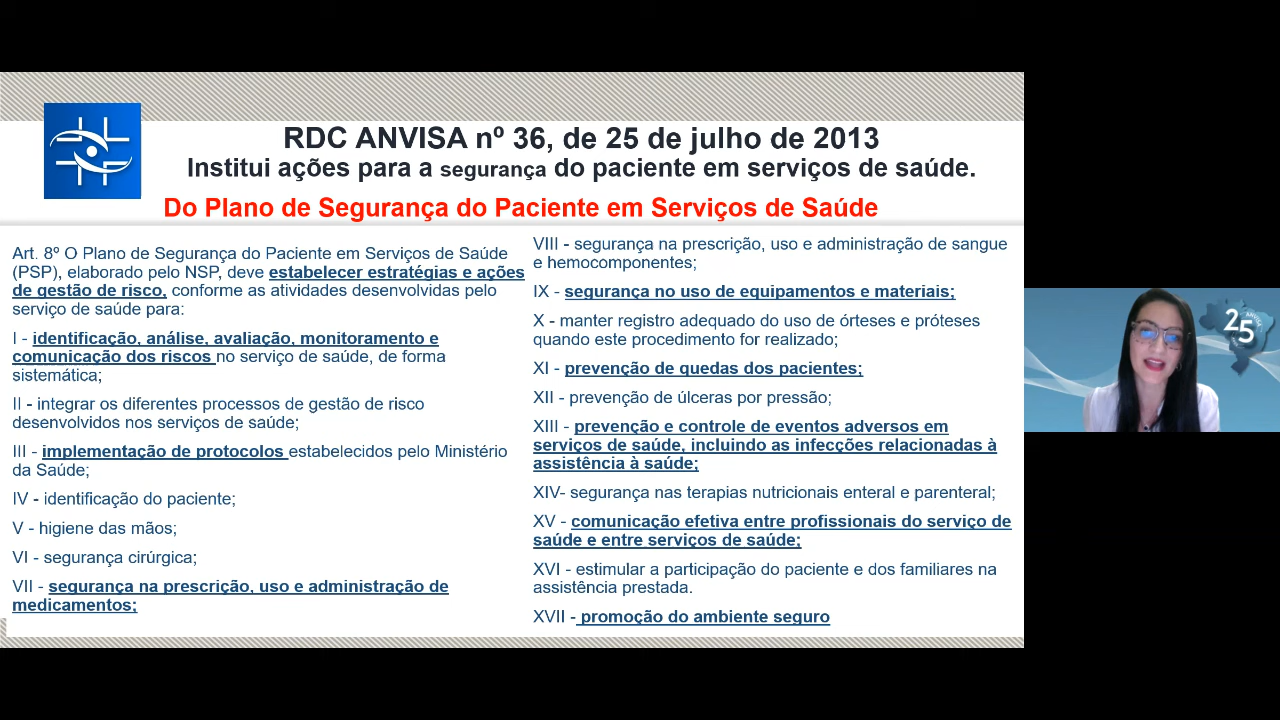 RDC ANVISA nº 36, de 25 de julho de 2013
Institui ações para a segurança do paciente em serviços de saúde.
Do Plano de Segurança do Paciente em Serviços de Saúde
Art. 8º O Plano de Segurança do Paciente em Serviços de Saúde
(PSP), elaborado pelo NSP, deve estabelecer estratégias e ações
de gestão de risco, conforme as atividades desenvolvidas pelo
serviço de saúde para:
I - identificação, análise, avaliação, monitoramento e
comunicação dos riscos no serviço de saúde, de forma
sistemática;
II - integrar os diferentes processos de gestão de risco
desenvolvidos nos serviços de saúde;
III - implementação de protocolos estabelecidos pelo Ministério
da Saúde;
IV - identificação do paciente;
V - higiene das mãos;
VI - segurança cirúrgica;
VII - segurança na prescrição, uso e administração de
medicamentos;
VIII - segurança na prescrição, uso e administração de sangue
e hemocomponentes;
IX - segurança no uso de equipamentos e materiais;
X - manter registro adequado do uso de órteses e próteses
quando este procedimento for realizado;
XI - prevenção de quedas dos pacientes;
XII - prevenção de úlceras por pressão;
XIII - prevenção e controle de eventos adversos em
serviços de saúde, incluindo as infecções relacionadas à
assistência à saúde;
XIV- segurança nas terapias nutricionais enteral e parenteral;
XV - comunicação efetiva entre profissionais do serviço de
saúde e entre serviços de saúde;
XVI - estimular a participação do paciente e dos familiares na
assistência prestada.
XVII - promoção do ambiente seguro
25